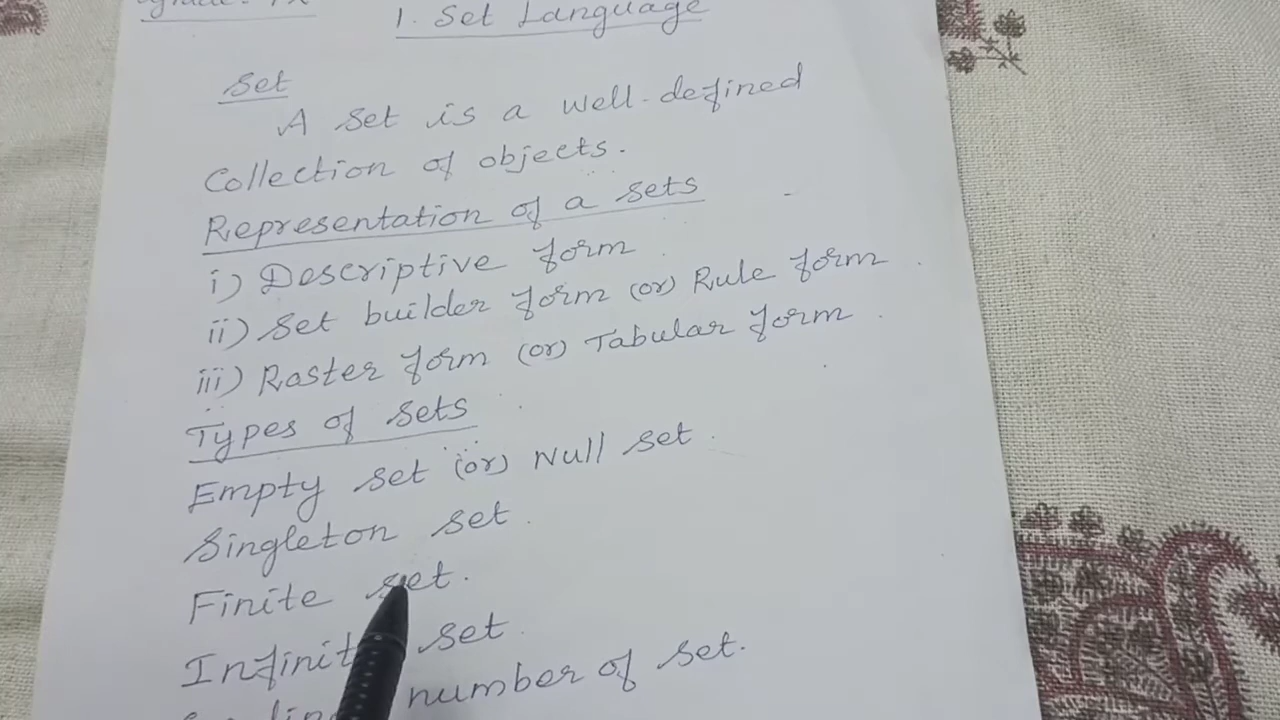 1. Set Language
Set
A set is a well-defined
Collection of objects.
Representation of a sets
i) Descriptive form
ii) Set builder form (or) Rule form
iii) Roster form (or) Tabular form
Types of sets
Empty set (or) Null set
Singleton set
Finite set.
set
number of set.